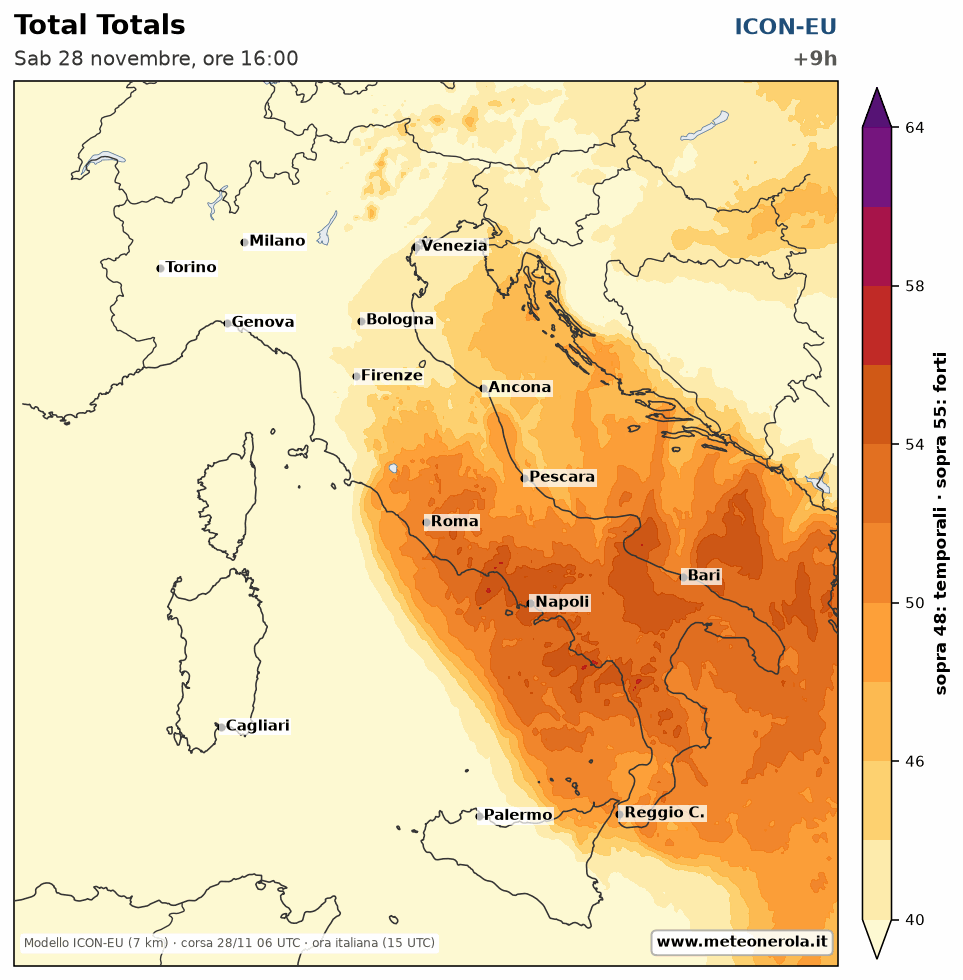 Total Totals
ICON-EU
Sab 28 novembre, ore 16:00
+9h
64
58
54
50
46
40
sopra 48: temporali · sopra 55: forti
Milano
Venezia
Torino
Genova
Bologna
Firenze
Ancona
Pescara
Roma
Bari
Napoli
Cagliari
Palermo
Reggio C.
Modello ICON-EU (7 km) · corsa 28/11 06 UTC · ora italiana (15 UTC)
www.meteonerola.it